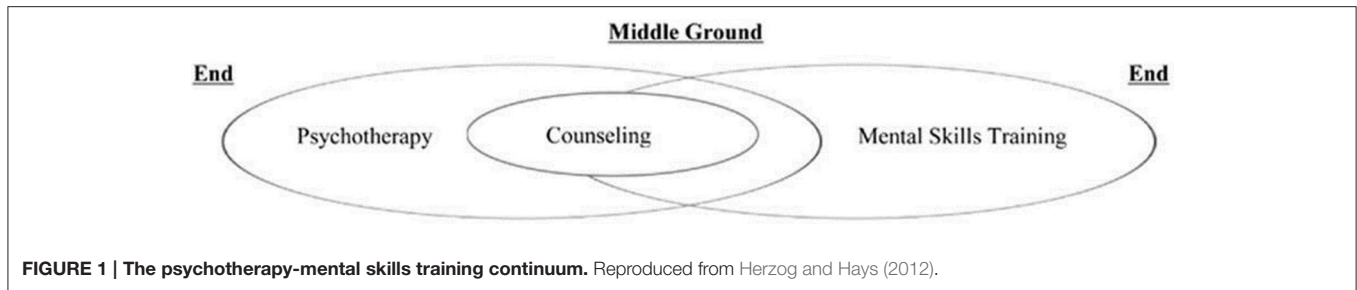 Middle Ground
End
End
Psychotherapy
Counseling
Mental Skills Training
FIGURE 1 | The psychotherapy-mental skills training continuum. Reproduced from Herzog and Hays (2012).